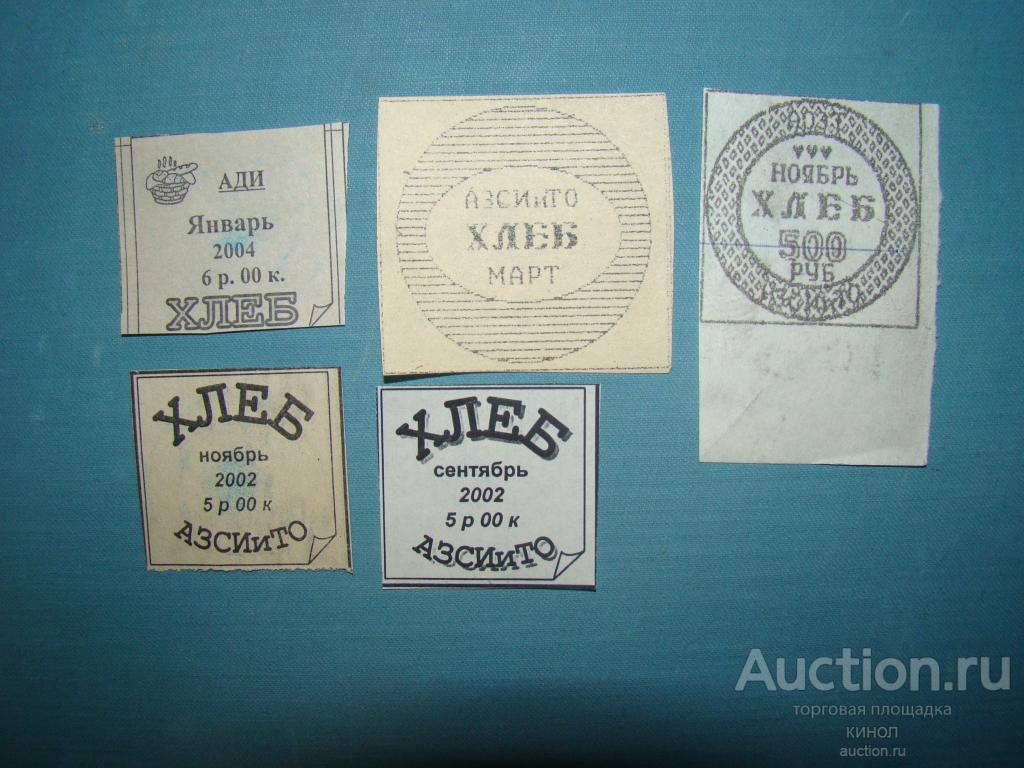 АДИ
Январь
2004
6 р. 00 к.
ХЛЕБ
АЗСИиТО
ХЛЕБ
МАРТ
НОЯБРЬ
ХЛЕБ
500
РУБ
АЗСИиТО
ХЛЕБ
ноябрь
2002
5 р 00 к
АЗСИиТО
ХЛЕБ
сентябрь
2002
5 р 00 к
АЗСИиТО
Auction.ru
торговая площадка
КИНОЛ
auction.ru